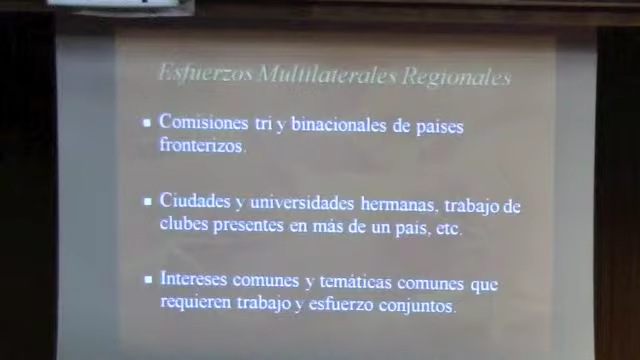 Esfuerzos Multilaterales Regionales
Comisiones tri y binacionales de países
fronterizos.
Ciudades y universidades hermanas, trabajo de
clubes presentes en más de un país, etc.
Intereses comunes y temáticas comunes que
requieren trabajo y esfuerzo conjuntos.